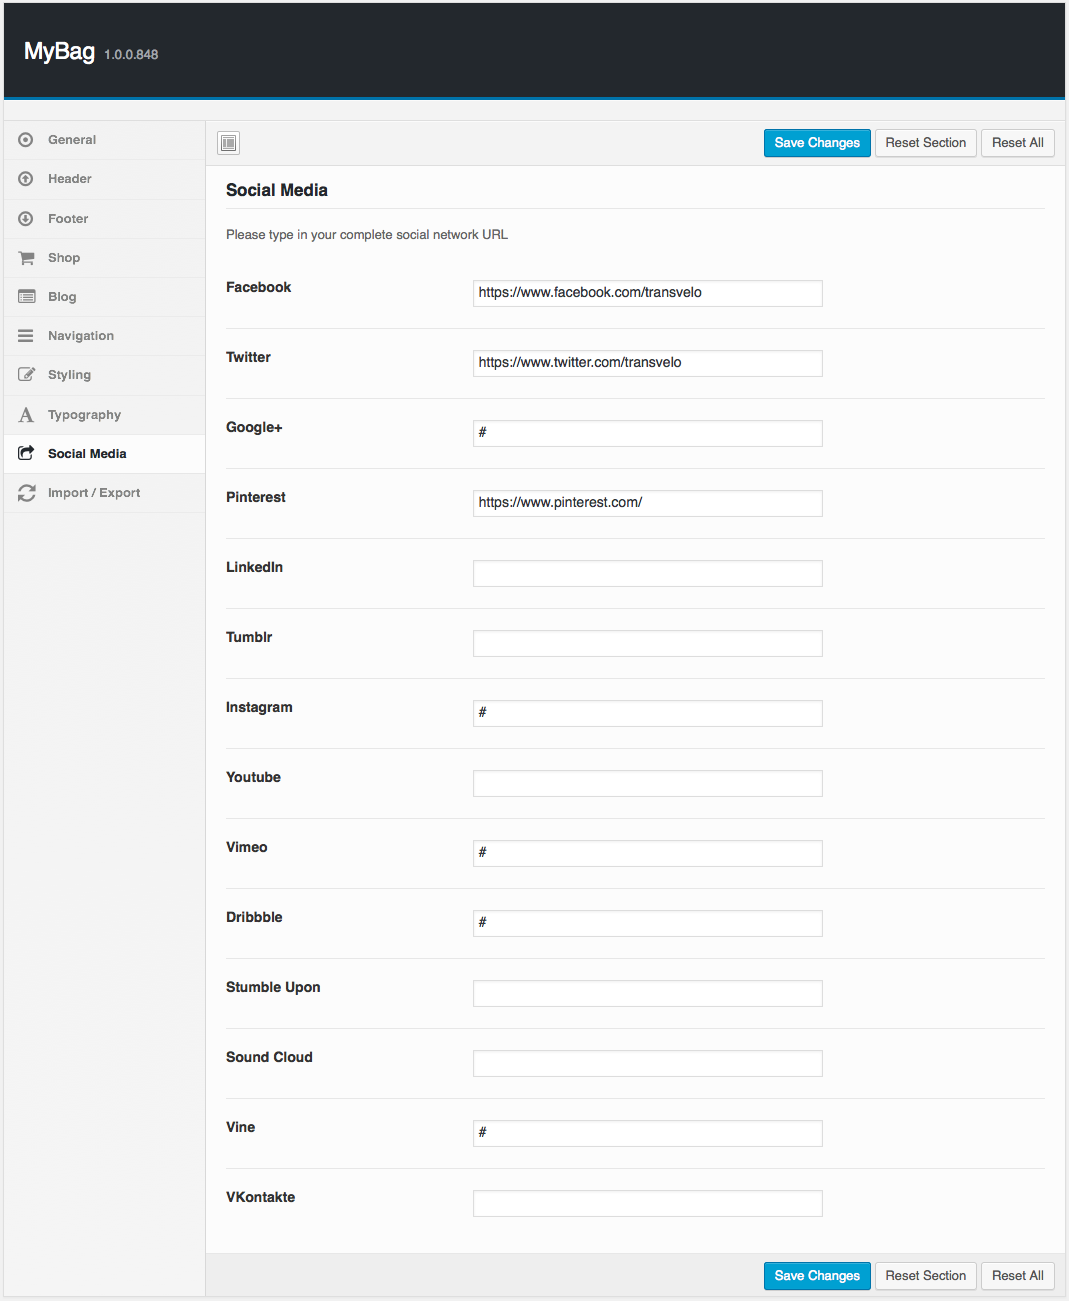 MyBag 1.0.0.848
General
Header
Footer
Shop
Blog
Navigation
Styling
Typography
Social Media
Import / Export
Save Changes Reset Section Reset All
Social Media
Please type in your complete social network URL
Facebook https://www.facebook.com/transvelo
Twitter https://www.twitter.com/transvelo
Google+ #
Pinterest https://www.pinterest.com/
LinkedIn
Tumblr
Instagram #
Youtube
Vimeo #
Dribbble #
Stumble Upon
Sound Cloud
Vine #
VKontakte
Save Changes Reset Section Reset All